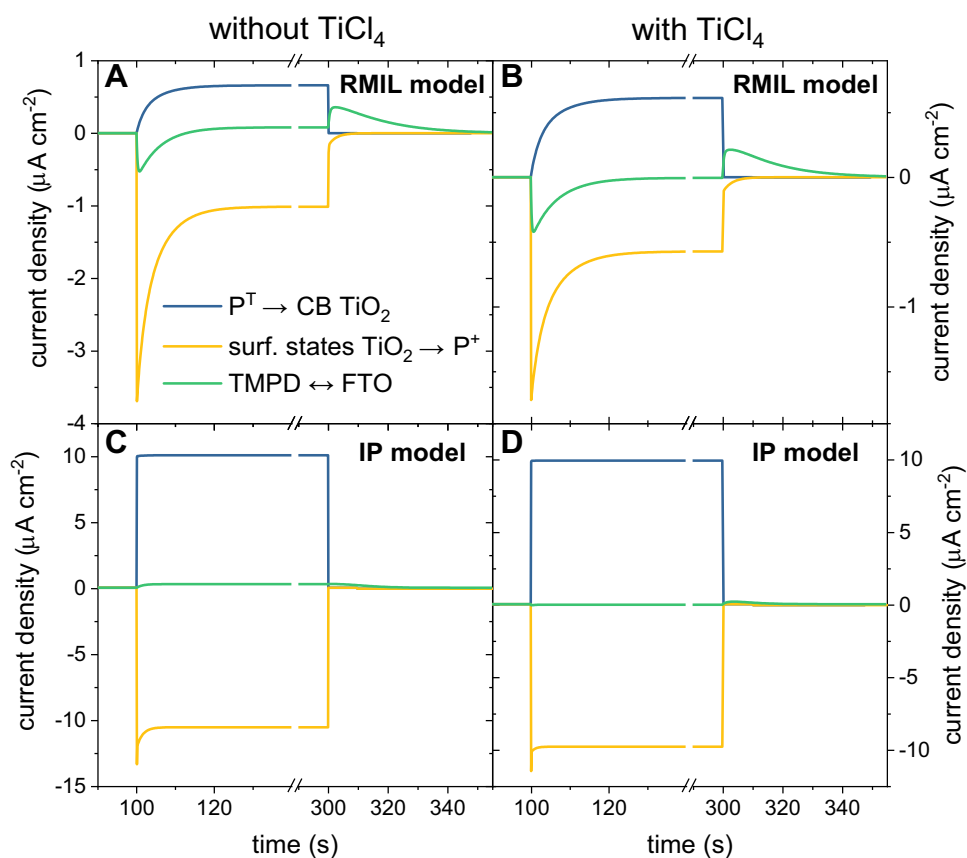 without TiCl4
with TiCl4
A
RMIL model
B
RMIL model
1
0
-1
-2
-3
-4
current density (µA cm-2)
P^T → CB TiO2
surf. states TiO2 → P+
TMPD ↔ FTO
0
-1
current density (µA cm-2)
C
IP model
D
IP model
10
5
0
-5
-10
-15
current density (µA cm-2)
10
5
0
-5
-10
current density (µA cm-2)
100 120 300 320 340
100 120 300 320 340
time (s)
time (s)